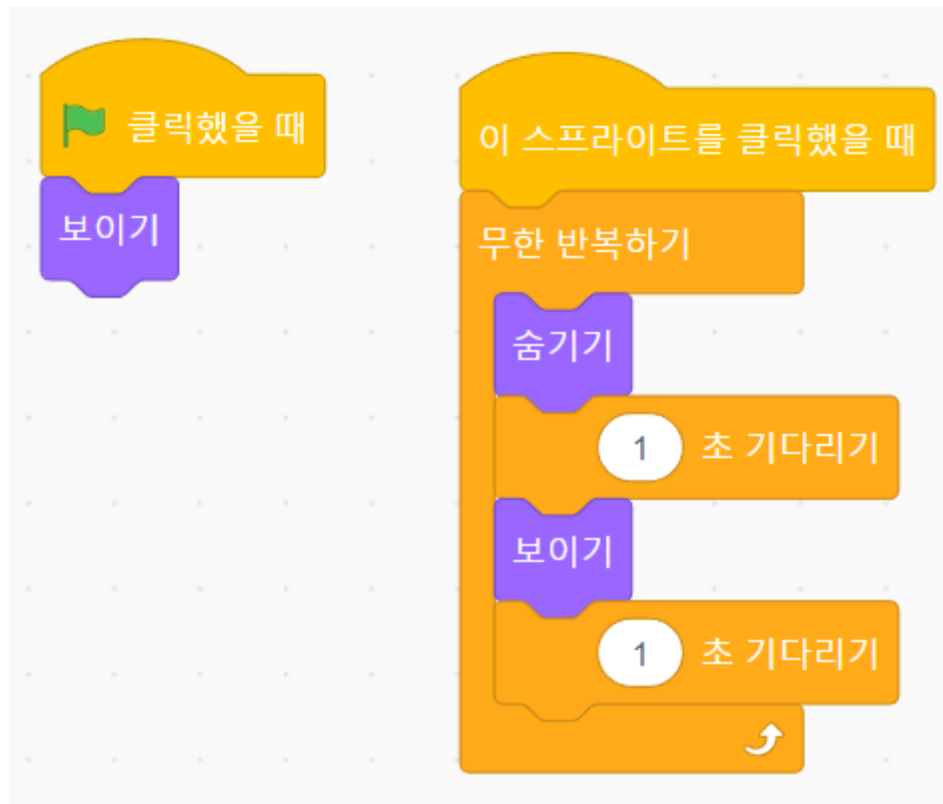 클릭했을 때
보이기
이 스프라이트를 클릭했을 때
무한 반복하기
숨기기
1 초 기다리기
보이기
1 초 기다리기